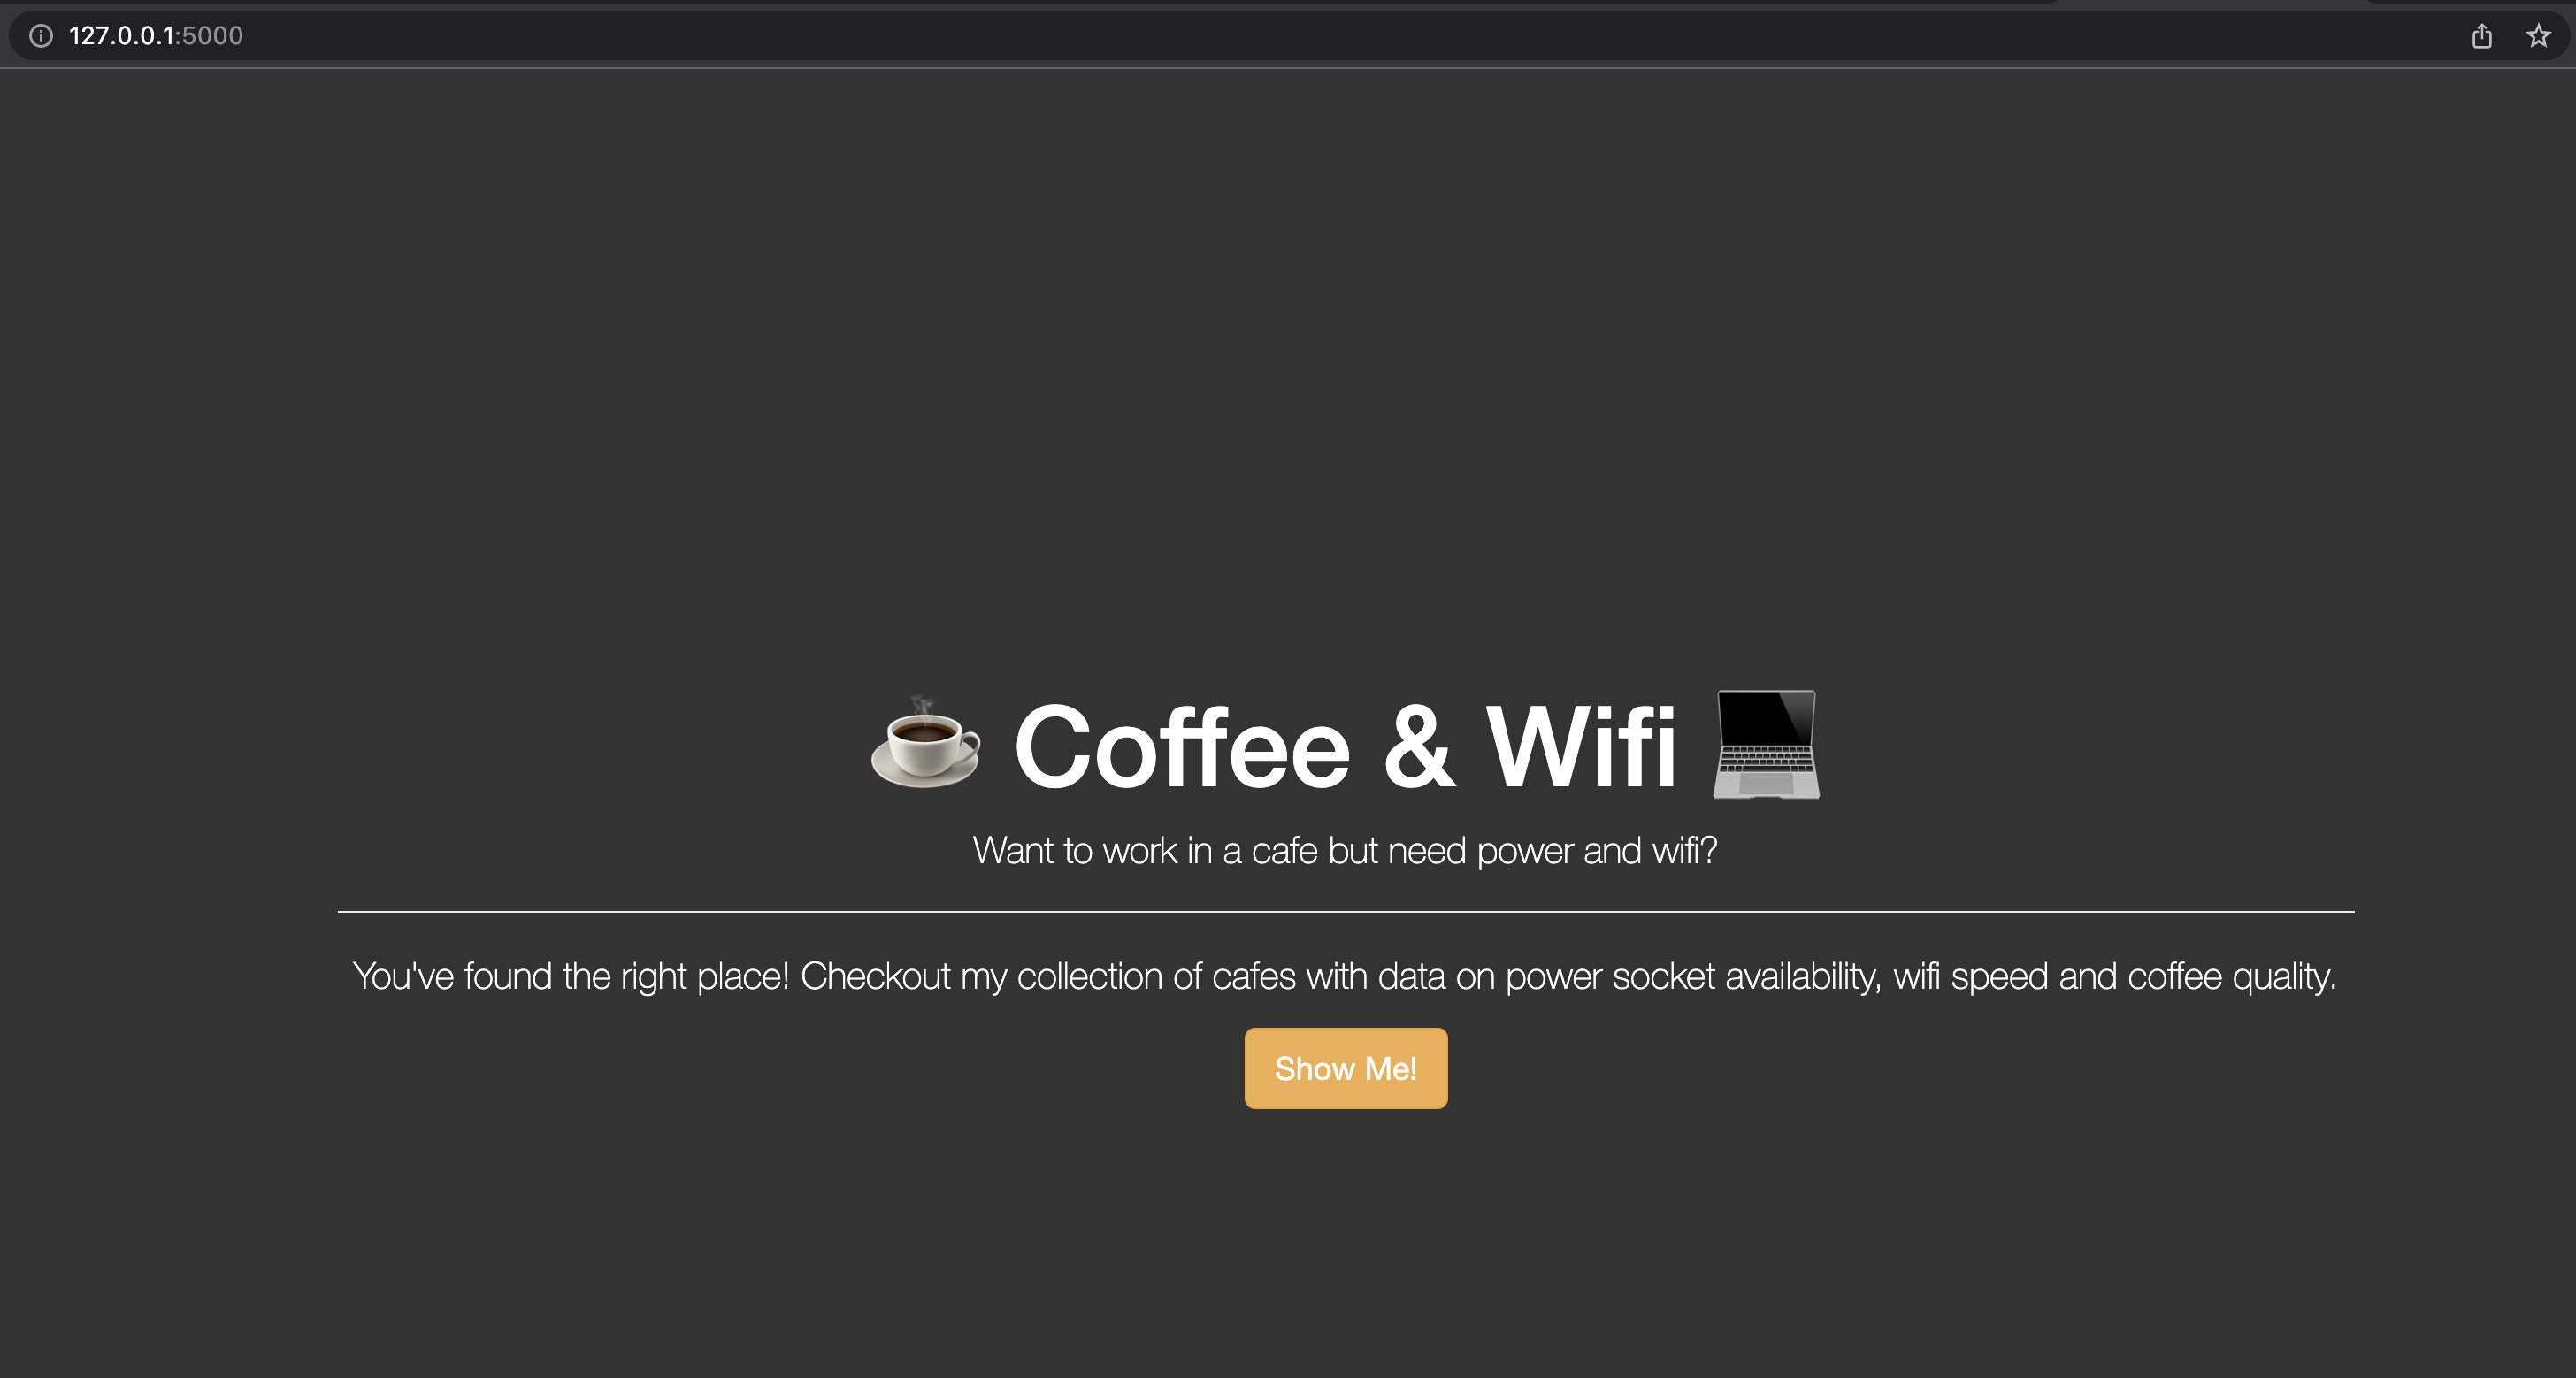 127.0.0.1:5000
☕ Coffee & Wifi 💻
Want to work in a cafe but need power and wifi?
You've found the right place! Checkout my collection of cafes with data on power socket availability, wifi speed and coffee quality.
Show Me!